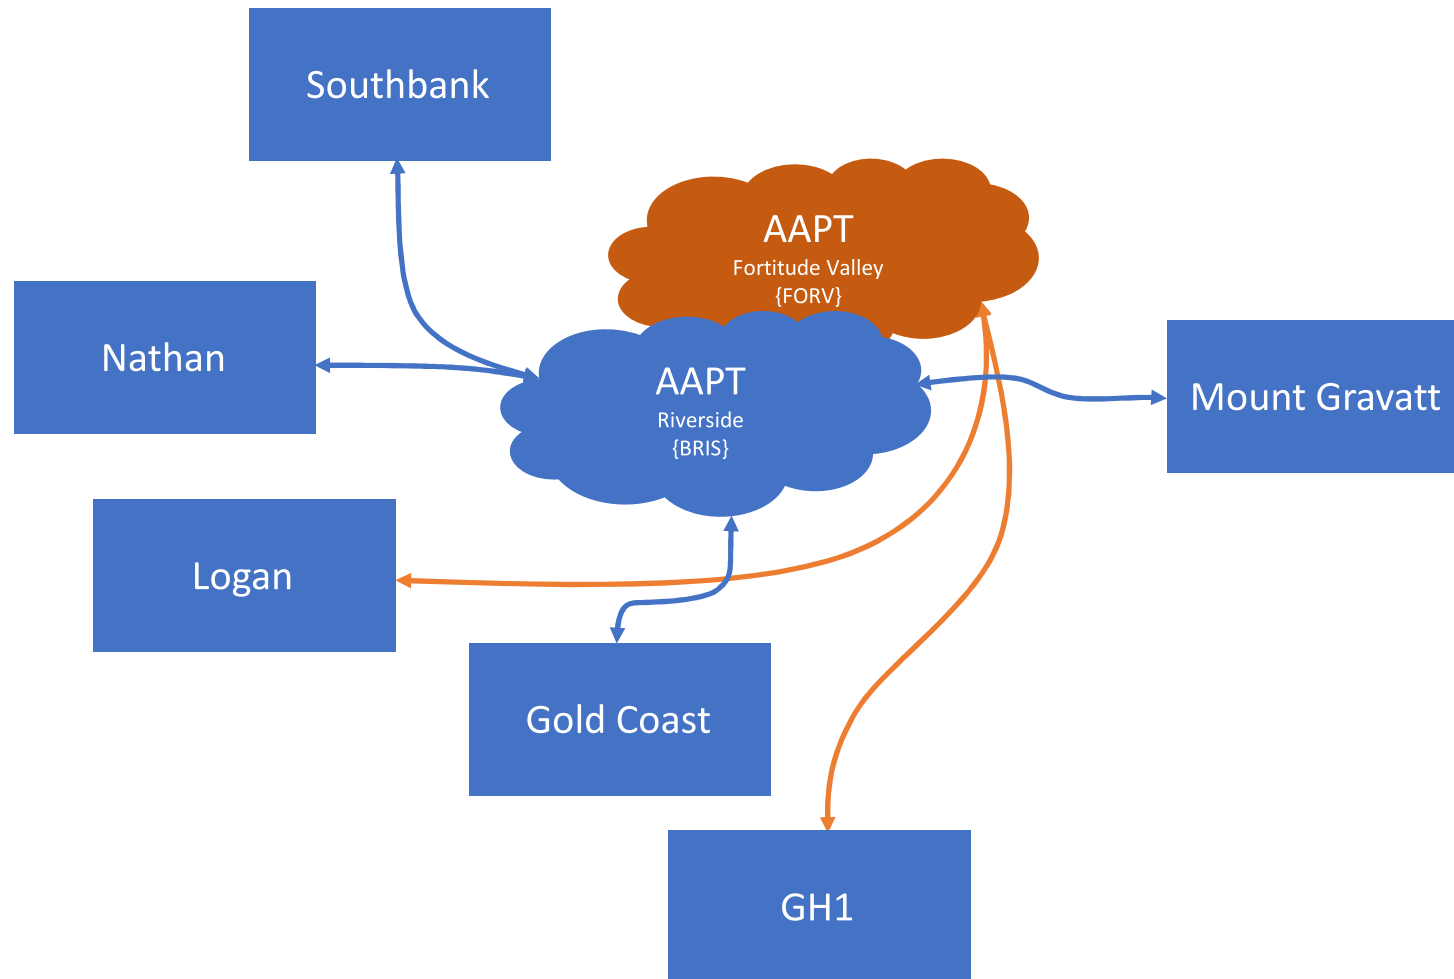 Southbank
AAPT
Fortitude Valley
{FORV}
Nathan
AAPT
Riverside
{BRIS}
Mount Gravatt
Logan
Gold Coast
GH1